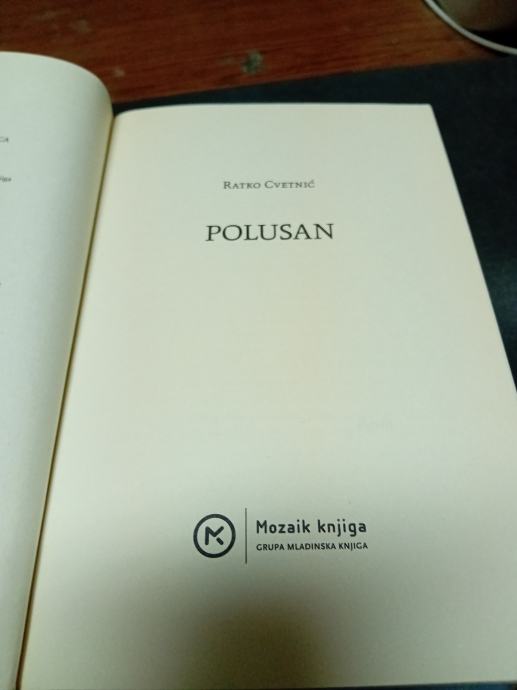 Ratko Cvetnić
POLUSAN
Mozaik knjiga
GRUPA MLADINSKA KNJIGA